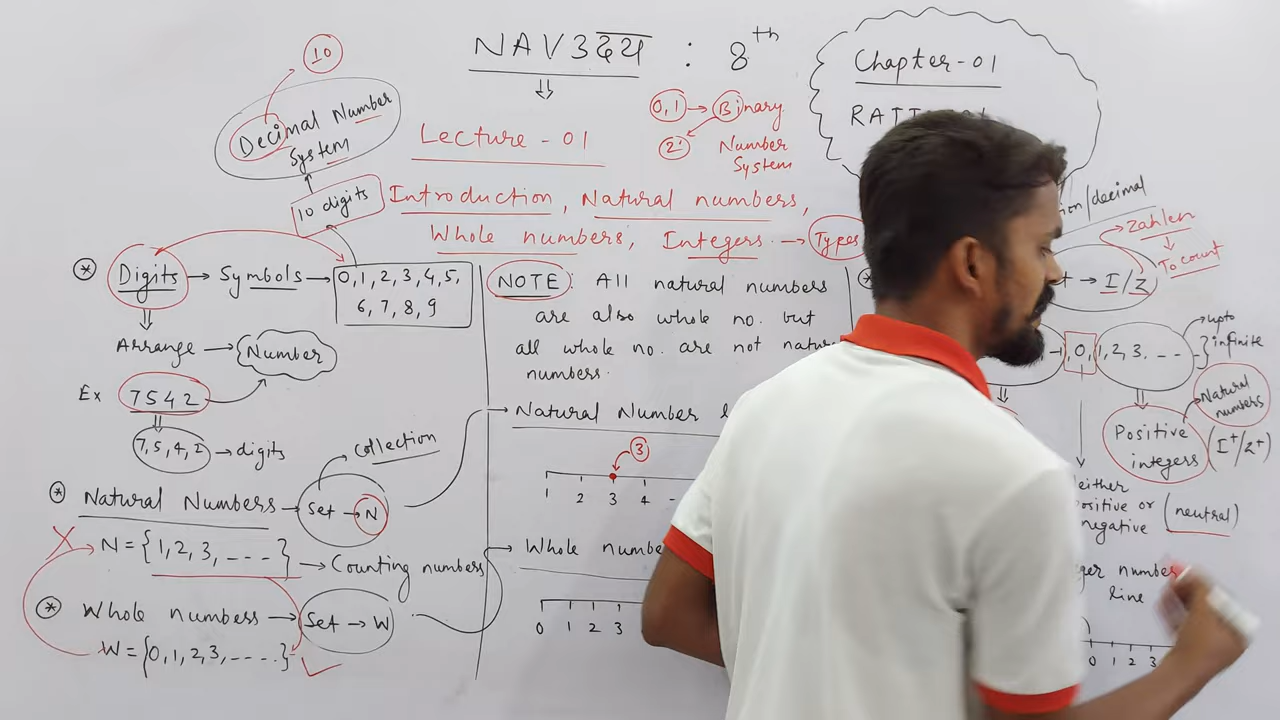 NAV3 : 8th
Chapter-01
Lecture - 01
Introduction, Natural numbers,
Whole numbers, Integers → Types
10
Decimal Number
System
10 digits
0,1 → Binary
2
Number
System
* Digits → Symbols → 0,1,2,3,4,5,
6,7,8,9
Arrange → Number
Ex 7542
7,5,4,2 → digits
collection
* Natural Numbers → Set → N
X N={1,2,3,----} → Counting numbers
* Whole numbers → Set → W
W={0,1,2,3,-----}
NOTE : All natural numbers
are also whole no. but
all whole no. are not
numbers.
→ Natural Number
3
1 2 3 4 -
→ Whole
0 1 2 3
/decimal
→ Zahlen
To count
→ I/Z
0, 1,2,3.--- upto
infinite
Natural
numbers
Positive
integers (I+/Z+)
negative or (neutral)
line
0 1 2 3